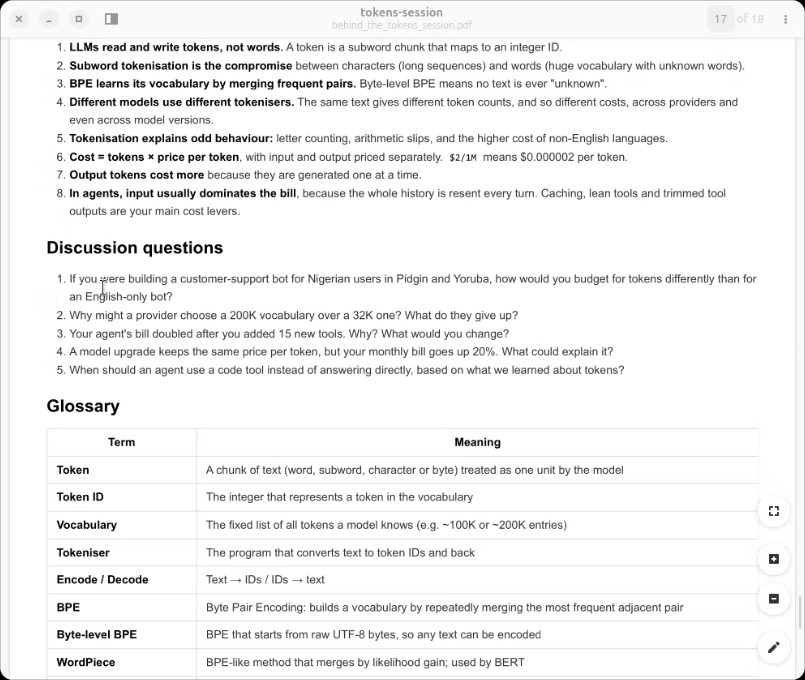 tokens-session
behind_the_tokens_session.pdf
17 of 18
1. LLMs read and write tokens, not words. A token is a subword chunk that maps to an integer ID.
2. Subword tokenisation is the compromise between characters (long sequences) and words (huge vocabulary with unknown words).
3. BPE learns its vocabulary by merging frequent pairs. Byte-level BPE means no text is ever "unknown".
4. Different models use different tokenisers. The same text gives different token counts, and so different costs, across providers and
even across model versions.
5. Tokenisation explains odd behaviour: letter counting, arithmetic slips, and the higher cost of non-English languages.
6. Cost = tokens × price per token, with input and output priced separately. $2/1M means $0.000002 per token.
7. Output tokens cost more because they are generated one at a time.
8. In agents, input usually dominates the bill, because the whole history is resent every turn. Caching, lean tools and trimmed tool
outputs are your main cost levers.
Discussion questions
1. If you were building a customer-support bot for Nigerian users in Pidgin and Yoruba, how would you budget for tokens differently than for
an English-only bot?
2. Why might a provider choose a 200K vocabulary over a 32K one? What do they give up?
3. Your agent's bill doubled after you added 15 new tools. Why? What would you change?
4. A model upgrade keeps the same price per token, but your monthly bill goes up 20%. What could explain it?
5. When should an agent use a code tool instead of answering directly, based on what we learned about tokens?
Glossary
Term Meaning
Token A chunk of text (word, subword, character or byte) treated as one unit by the model
Token ID The integer that represents a token in the vocabulary
Vocabulary The fixed list of all tokens a model knows (e.g. ~100K or ~200K entries)
Tokeniser The program that converts text to token IDs and back
Encode / Decode Text → IDs / IDs → text
BPE Byte Pair Encoding: builds a vocabulary by repeatedly merging the most frequent adjacent pair
Byte-level BPE BPE that starts from raw UTF-8 bytes, so any text can be encoded
WordPiece BPE-like method that merges by likelihood gain; used by BERT